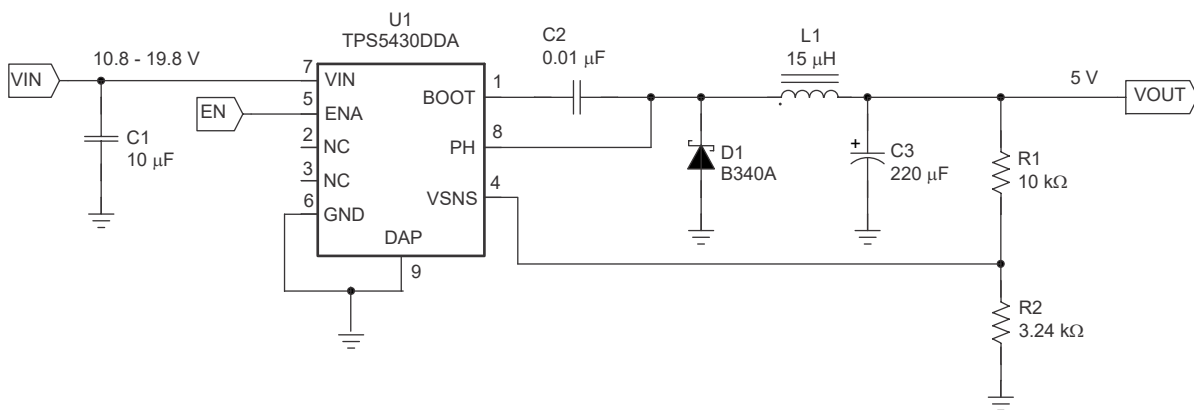 U1
TPS5430DDA
VIN
10.8 - 19.8 V
C1
10 μF
EN
7
VIN
5
ENA
2
NC
3
NC
6
GND
DAP
9
BOOT
1
PH
8
VSNS
4
C2
0.01 μF
D1
B340A
L1
15 μH
+
C3
220 μF
5 V
VOUT
R1
10 kΩ
R2
3.24 kΩ